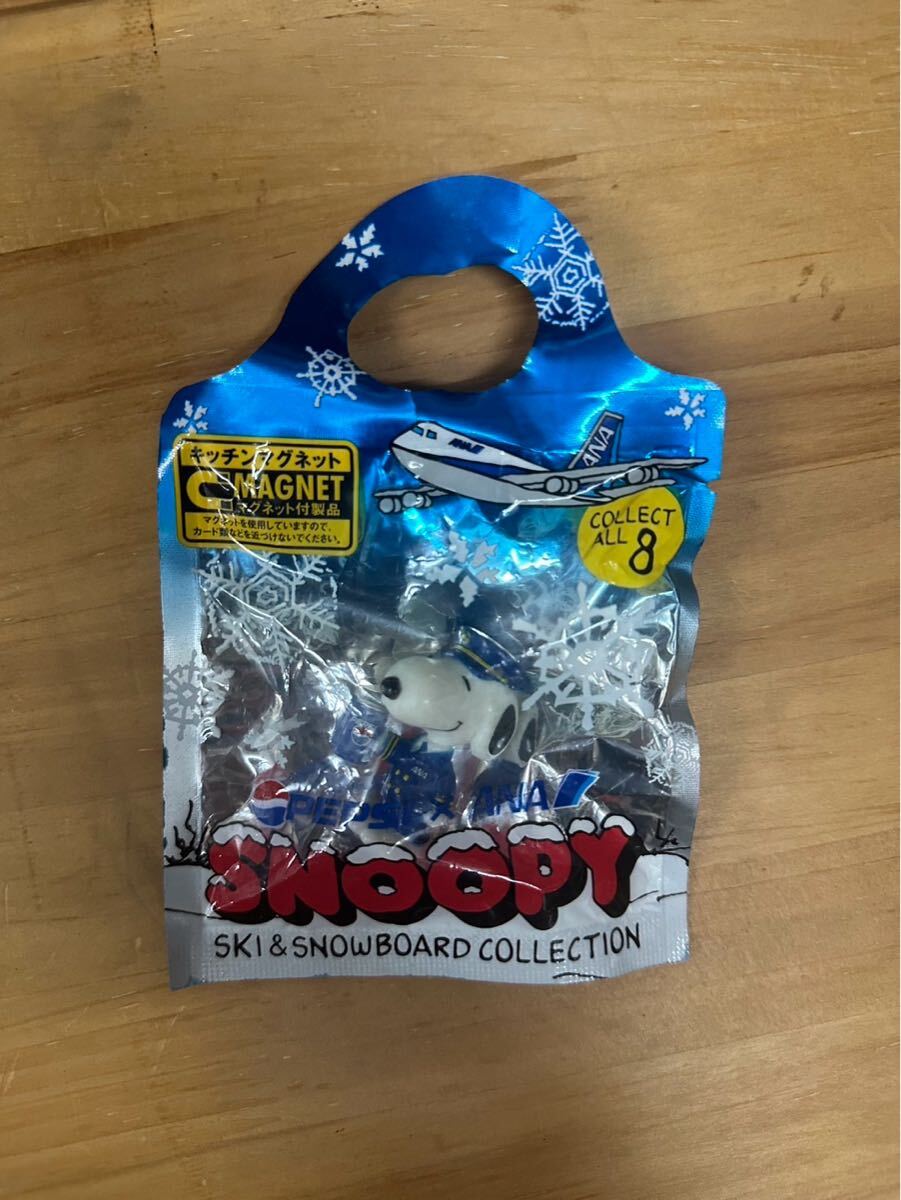 キッチンマグネット
MAGNET
マグネット付製品
マグネットを使用していますので、
カード類などを近づけないでください。
ANA
ANA
COLLECT
ALL 8
ANA
PEPSI × ANA
SNOOPY
SKI & SNOWBOARD COLLECTION